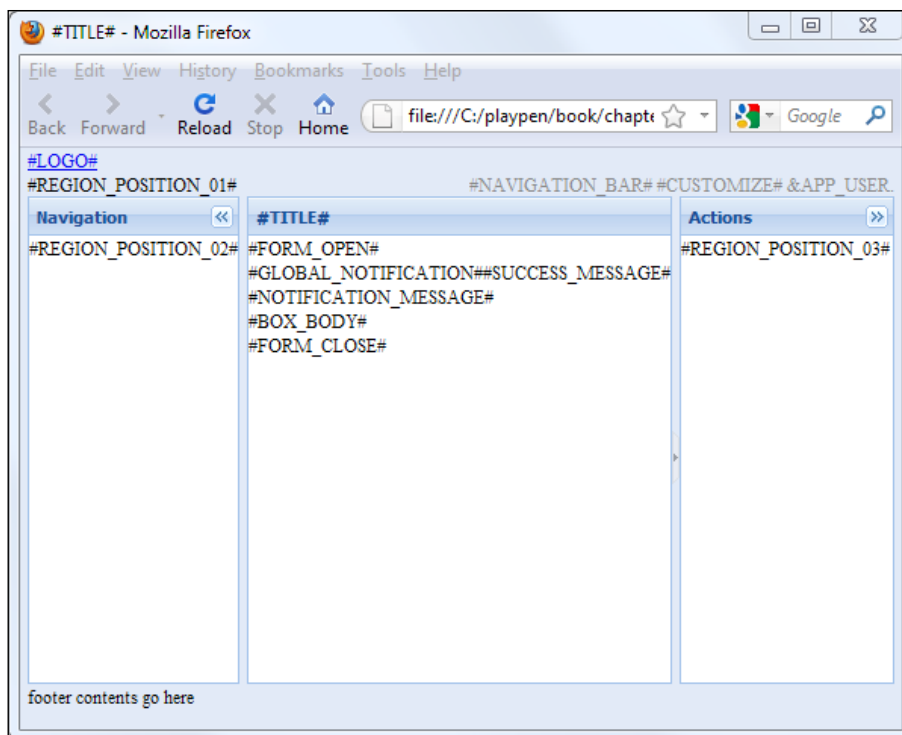 #TITLE# - Mozilla Firefox
File Edit View History Bookmarks Tools Help
Back Forward Reload Stop Home file:///C:/playpen/book/chapte Google
#LOGO#
#REGION_POSITION_01# #NAVIGATION_BAR# #CUSTOMIZE# &APP_USER.
Navigation #TITLE# Actions
#REGION_POSITION_02# #FORM_OPEN# #REGION_POSITION_03#
#GLOBAL_NOTIFICATION##SUCCESS_MESSAGE#
#NOTIFICATION_MESSAGE#
#BOX_BODY#
#FORM_CLOSE#
footer contents go here